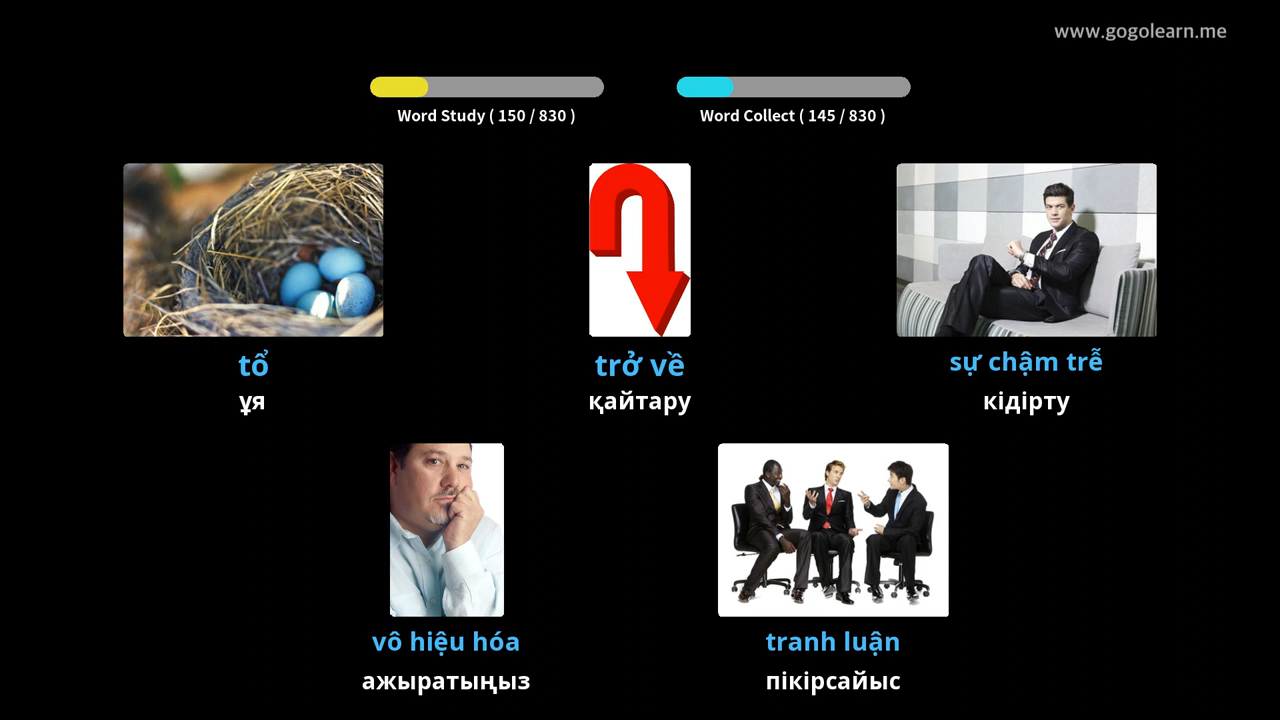 www.gogolearn.me
Word Study ( 150 / 830 )
Word Collect ( 145 / 830 )
tổ
ұя
trở về
қайтару
sự chậm trễ
кідірту
vô hiệu hóa
ажыратыңыз
tranh luận
пікірсайыс